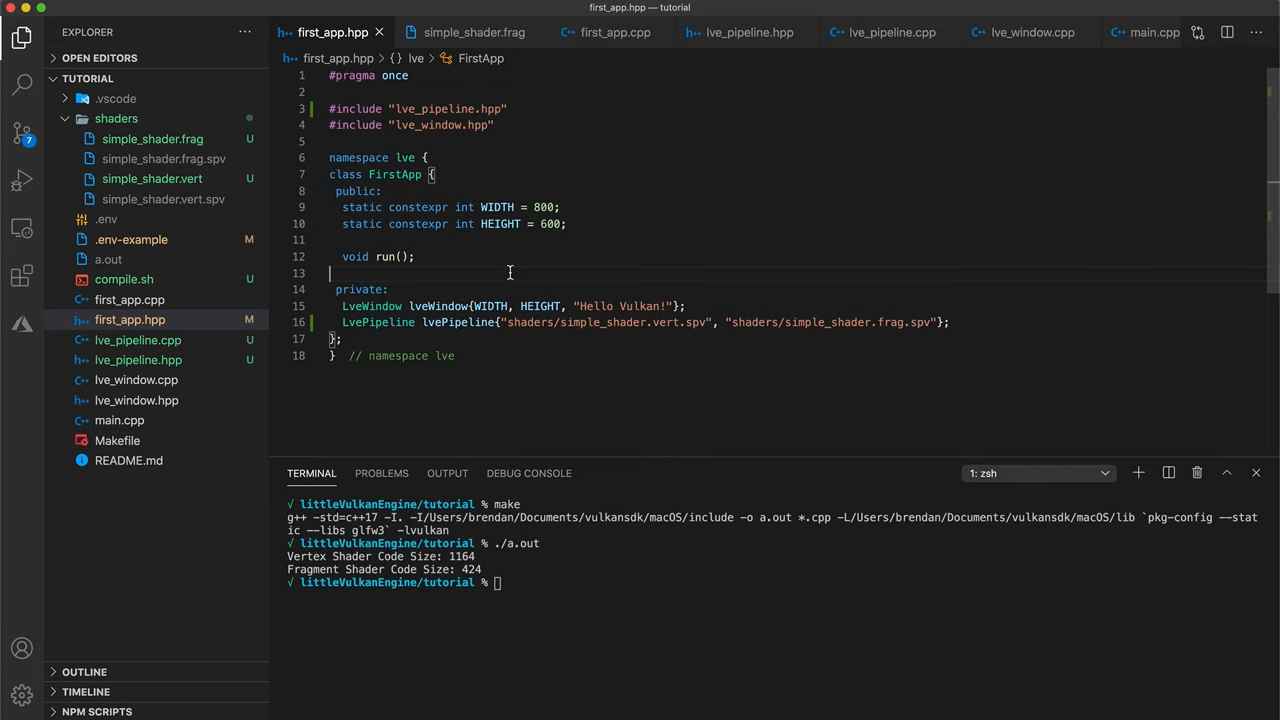 first_app.hpp — tutorial
EXPLORER
OPEN EDITORS
TUTORIAL
.vscode
shaders
simple_shader.frag U
simple_shader.frag.spv
simple_shader.vert U
simple_shader.vert.spv
.env
.env-example M
a.out
compile.sh U
first_app.cpp
first_app.hpp M
lve_pipeline.cpp U
lve_pipeline.hpp U
lve_window.cpp
lve_window.hpp
main.cpp
Makefile
README.md
OUTLINE
TIMELINE
NPM SCRIPTS
7
first_app.hpp simple_shader.frag first_app.cpp lve_pipeline.hpp lve_pipeline.cpp lve_window.cpp main.cpp
first_app.hpp > {} lve > FirstApp
1 #pragma once
2
3 #include "lve_pipeline.hpp"
4 #include "lve_window.hpp"
5
6 namespace lve {
7 class FirstApp {
8 public:
9 static constexpr int WIDTH = 800;
10 static constexpr int HEIGHT = 600;
11
12 void run();
13
14 private:
15 LveWindow lveWindow{WIDTH, HEIGHT, "Hello Vulkan!"};
16 LvePipeline lvePipeline{"shaders/simple_shader.vert.spv", "shaders/simple_shader.frag.spv"};
17 };
18 } // namespace lve
TERMINAL PROBLEMS OUTPUT DEBUG CONSOLE 1: zsh
√ littleVulkanEngine/tutorial % make
g++ -std=c++17 -I. -I/Users/brendan/Documents/vulkansdk/macOS/include -o a.out *.cpp -L/Users/brendan/Documents/vulkansdk/macOS/lib `pkg-config --stat
ic --libs glfw3` -lvulkan
√ littleVulkanEngine/tutorial % ./a.out
Vertex Shader Code Size: 1164
Fragment Shader Code Size: 424
√ littleVulkanEngine/tutorial %